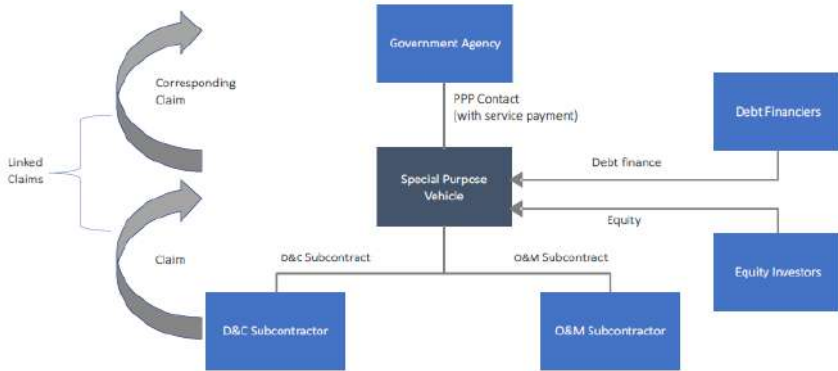 Government Agency
Corresponding
Claim
PPP Contact
(with service payment)
Debt Financiers
Linked
Claims
Special Purpose
Vehicle
Debt finance
Equity
Claim
D&C Subcontract
O&M Subcontract
Equity Investors
D&C Subcontractor
O&M Subcontractor